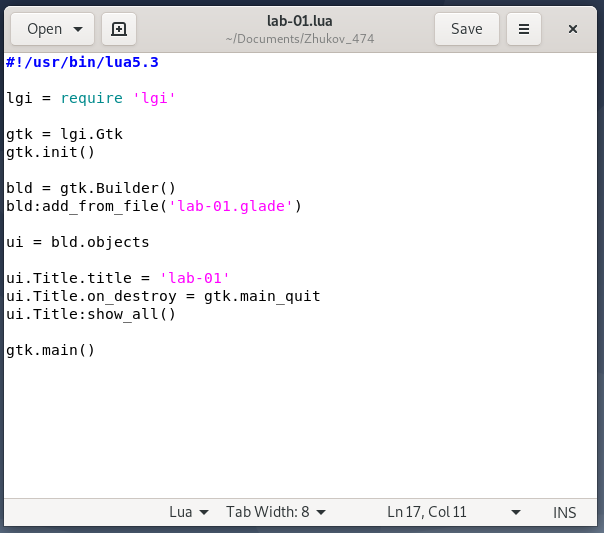 Open
lab-01.lua
~/Documents/Zhukov_474
Save
#!/usr/bin/lua5.3
lgi = require 'lgi'
gtk = lgi.Gtk
gtk.init()
bld = gtk.Builder()
bld:add_from_file('lab-01.glade')
ui = bld.objects
ui.Title.title = 'lab-01'
ui.Title.on_destroy = gtk.main_quit
ui.Title:show_all()
gtk.main()
Lua Tab Width: 8 Ln 17, Col 11 INS